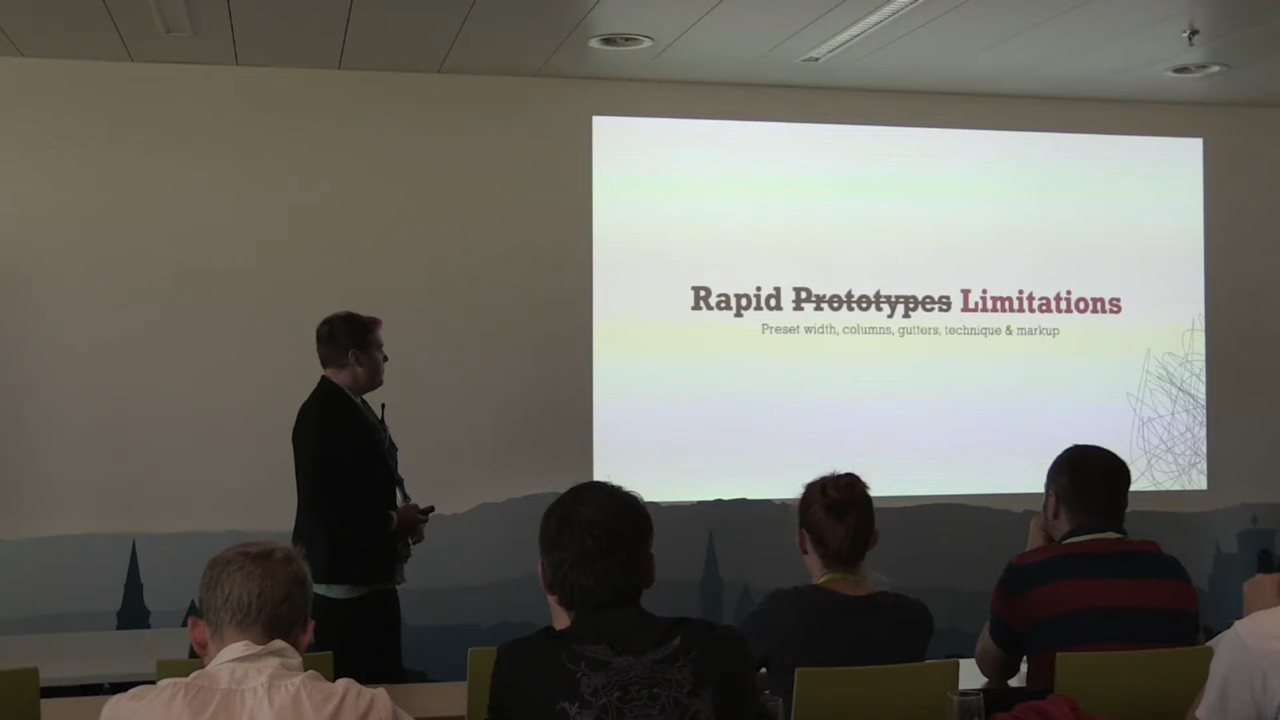 Rapid Prototypes Limitations
Preset width, columns, gutters, technique & markup